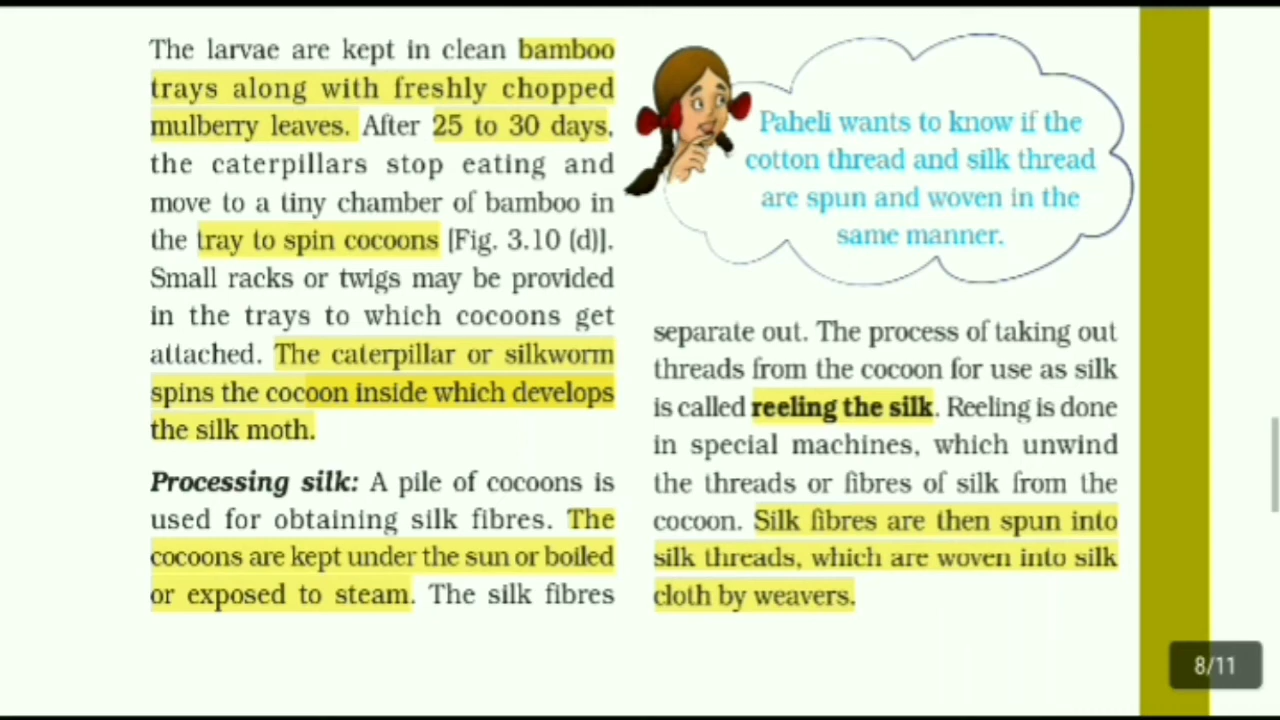 The larvae are kept in clean bamboo
trays along with freshly chopped
mulberry leaves. After 25 to 30 days,
the caterpillars stop eating and
move to a tiny chamber of bamboo in
the tray to spin cocoons [Fig. 3.10 (d)].
Small racks or twigs may be provided
in the trays to which cocoons get
attached. The caterpillar or silkworm
spins the cocoon inside which develops
the silk moth.
Processing silk: A pile of cocoons is
used for obtaining silk fibres. The
cocoons are kept under the sun or boiled
or exposed to steam. The silk fibres
Paheli wants to know if the
cotton thread and silk thread
are spun and woven in the
same manner.
separate out. The process of taking out
threads from the cocoon for use as silk
is called reeling the silk. Reeling is done
in special machines, which unwind
the threads or fibres of silk from the
cocoon. Silk fibres are then spun into
silk threads, which are woven into silk
cloth by weavers.
8/11